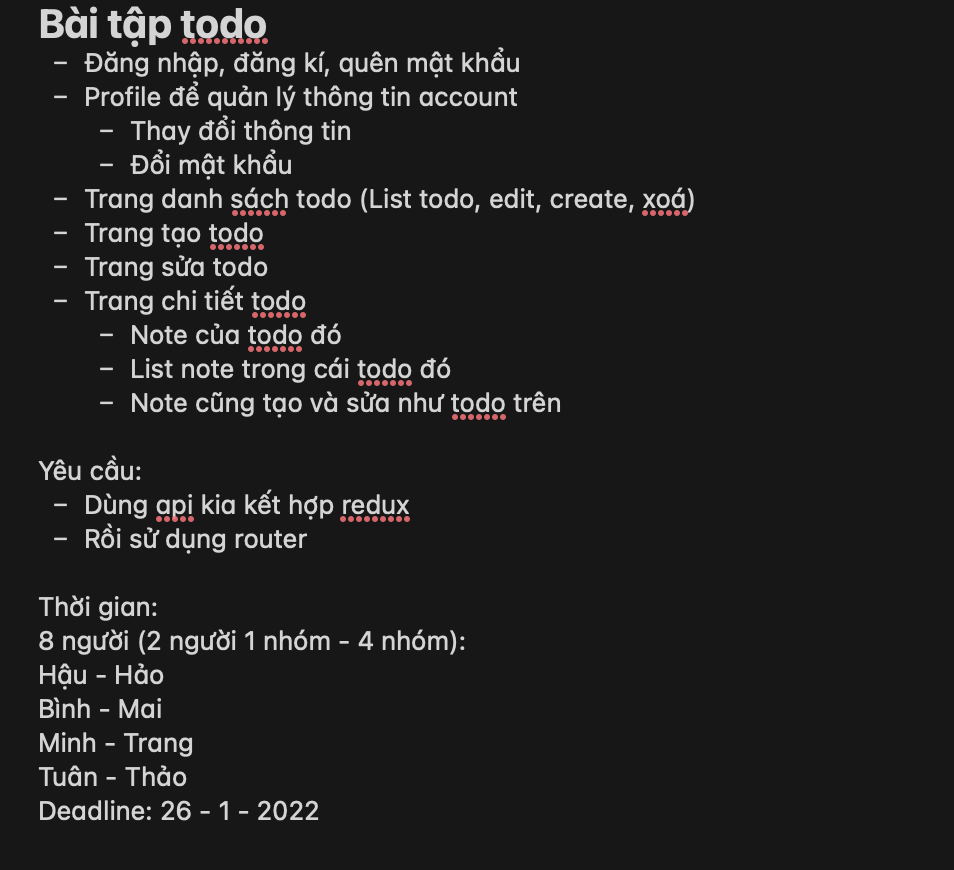 Bài tập todo
– Đăng nhập, đăng kí, quên mật khẩu
– Profile để quản lý thông tin account
– Thay đổi thông tin
– Đổi mật khẩu
– Trang danh sách todo (List todo, edit, create, xoá)
– Trang tạo todo
– Trang sửa todo
– Trang chi tiết todo
– Note của todo đó
– List note trong cái todo đó
– Note cũng tạo và sửa như todo trên
Yêu cầu:
– Dùng api kia kết hợp redux
– Rồi sử dụng router
Thời gian:
8 người (2 người 1 nhóm - 4 nhóm):
Hậu - Hảo
Bình - Mai
Minh - Trang
Tuân - Thảo
Deadline: 26 - 1 - 2022